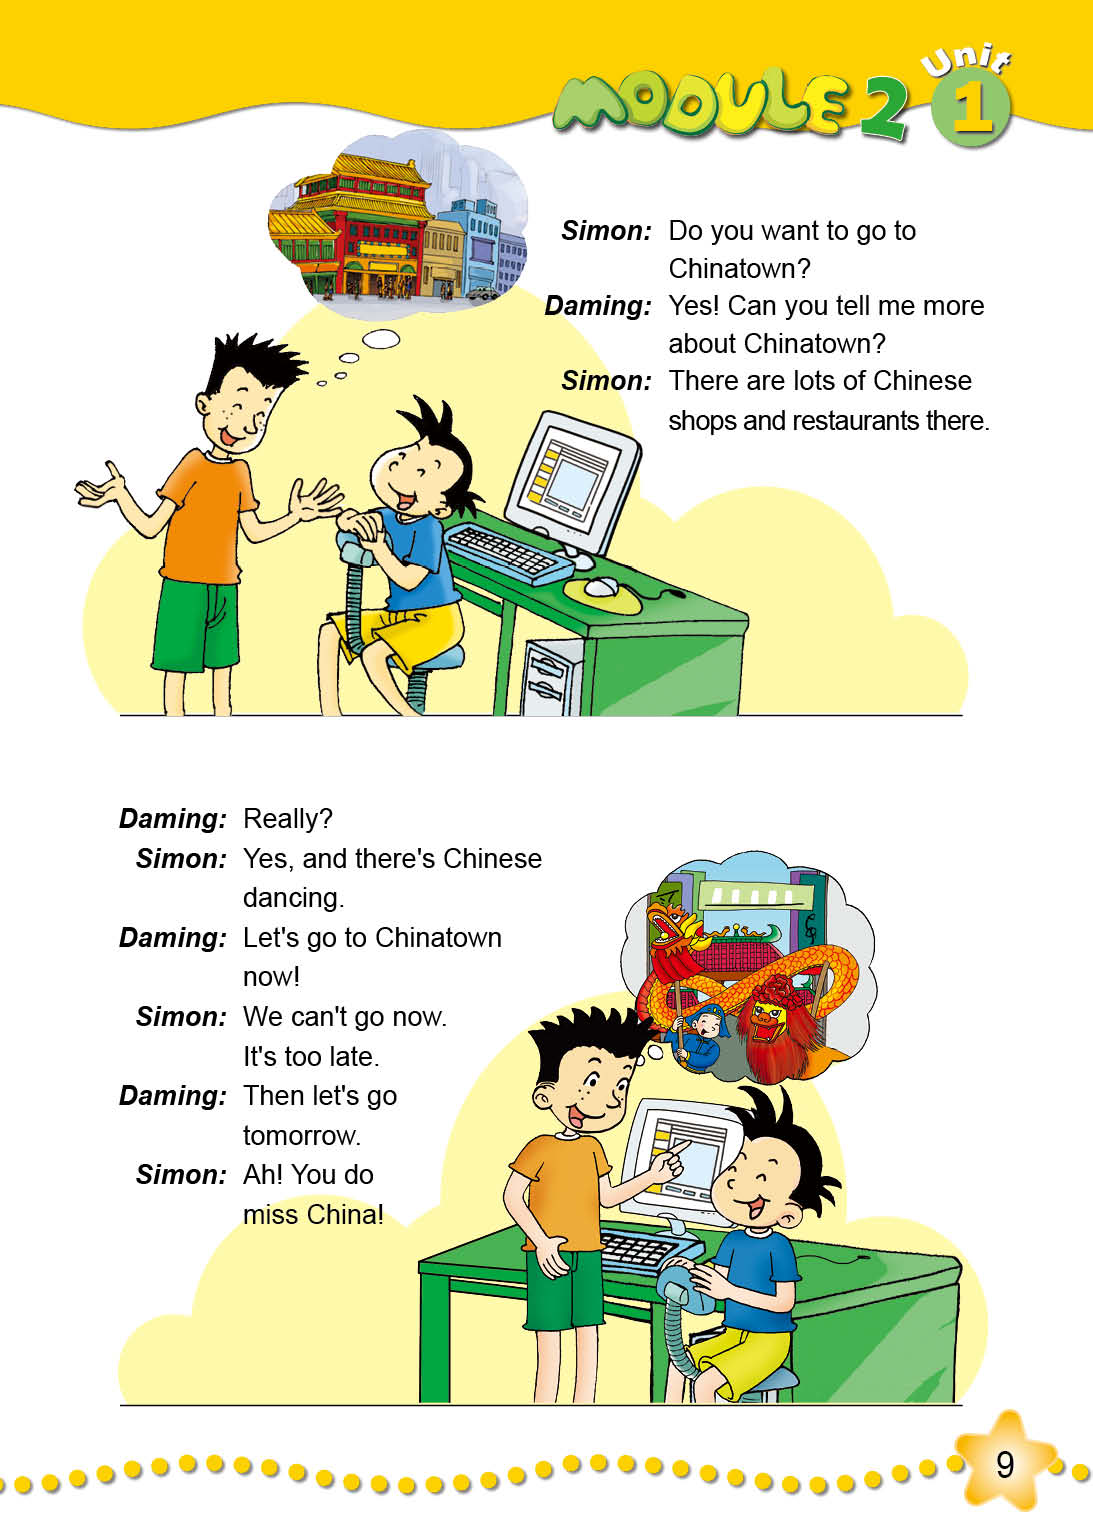 MODULE 2 Unit 1
Simon: Do you want to go to
Chinatown?
Daming: Yes! Can you tell me more
about Chinatown?
Simon: There are lots of Chinese
shops and restaurants there.
Daming: Really?
Simon: Yes, and there's Chinese
dancing.
Daming: Let's go to Chinatown
now!
Simon: We can't go now.
It's too late.
Daming: Then let's go
tomorrow.
Simon: Ah! You do
miss China!
9